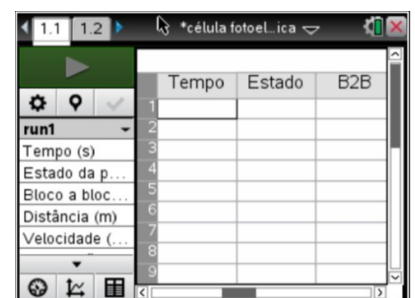 1.1 1.2 *célula fotoel...ica
Tempo Estado B2B
1
2
3
4
5
6
7
8
9
run1
Tempo (s)
Estado da p...
Bloco a bloc...
Distância (m)
Velocidade (...